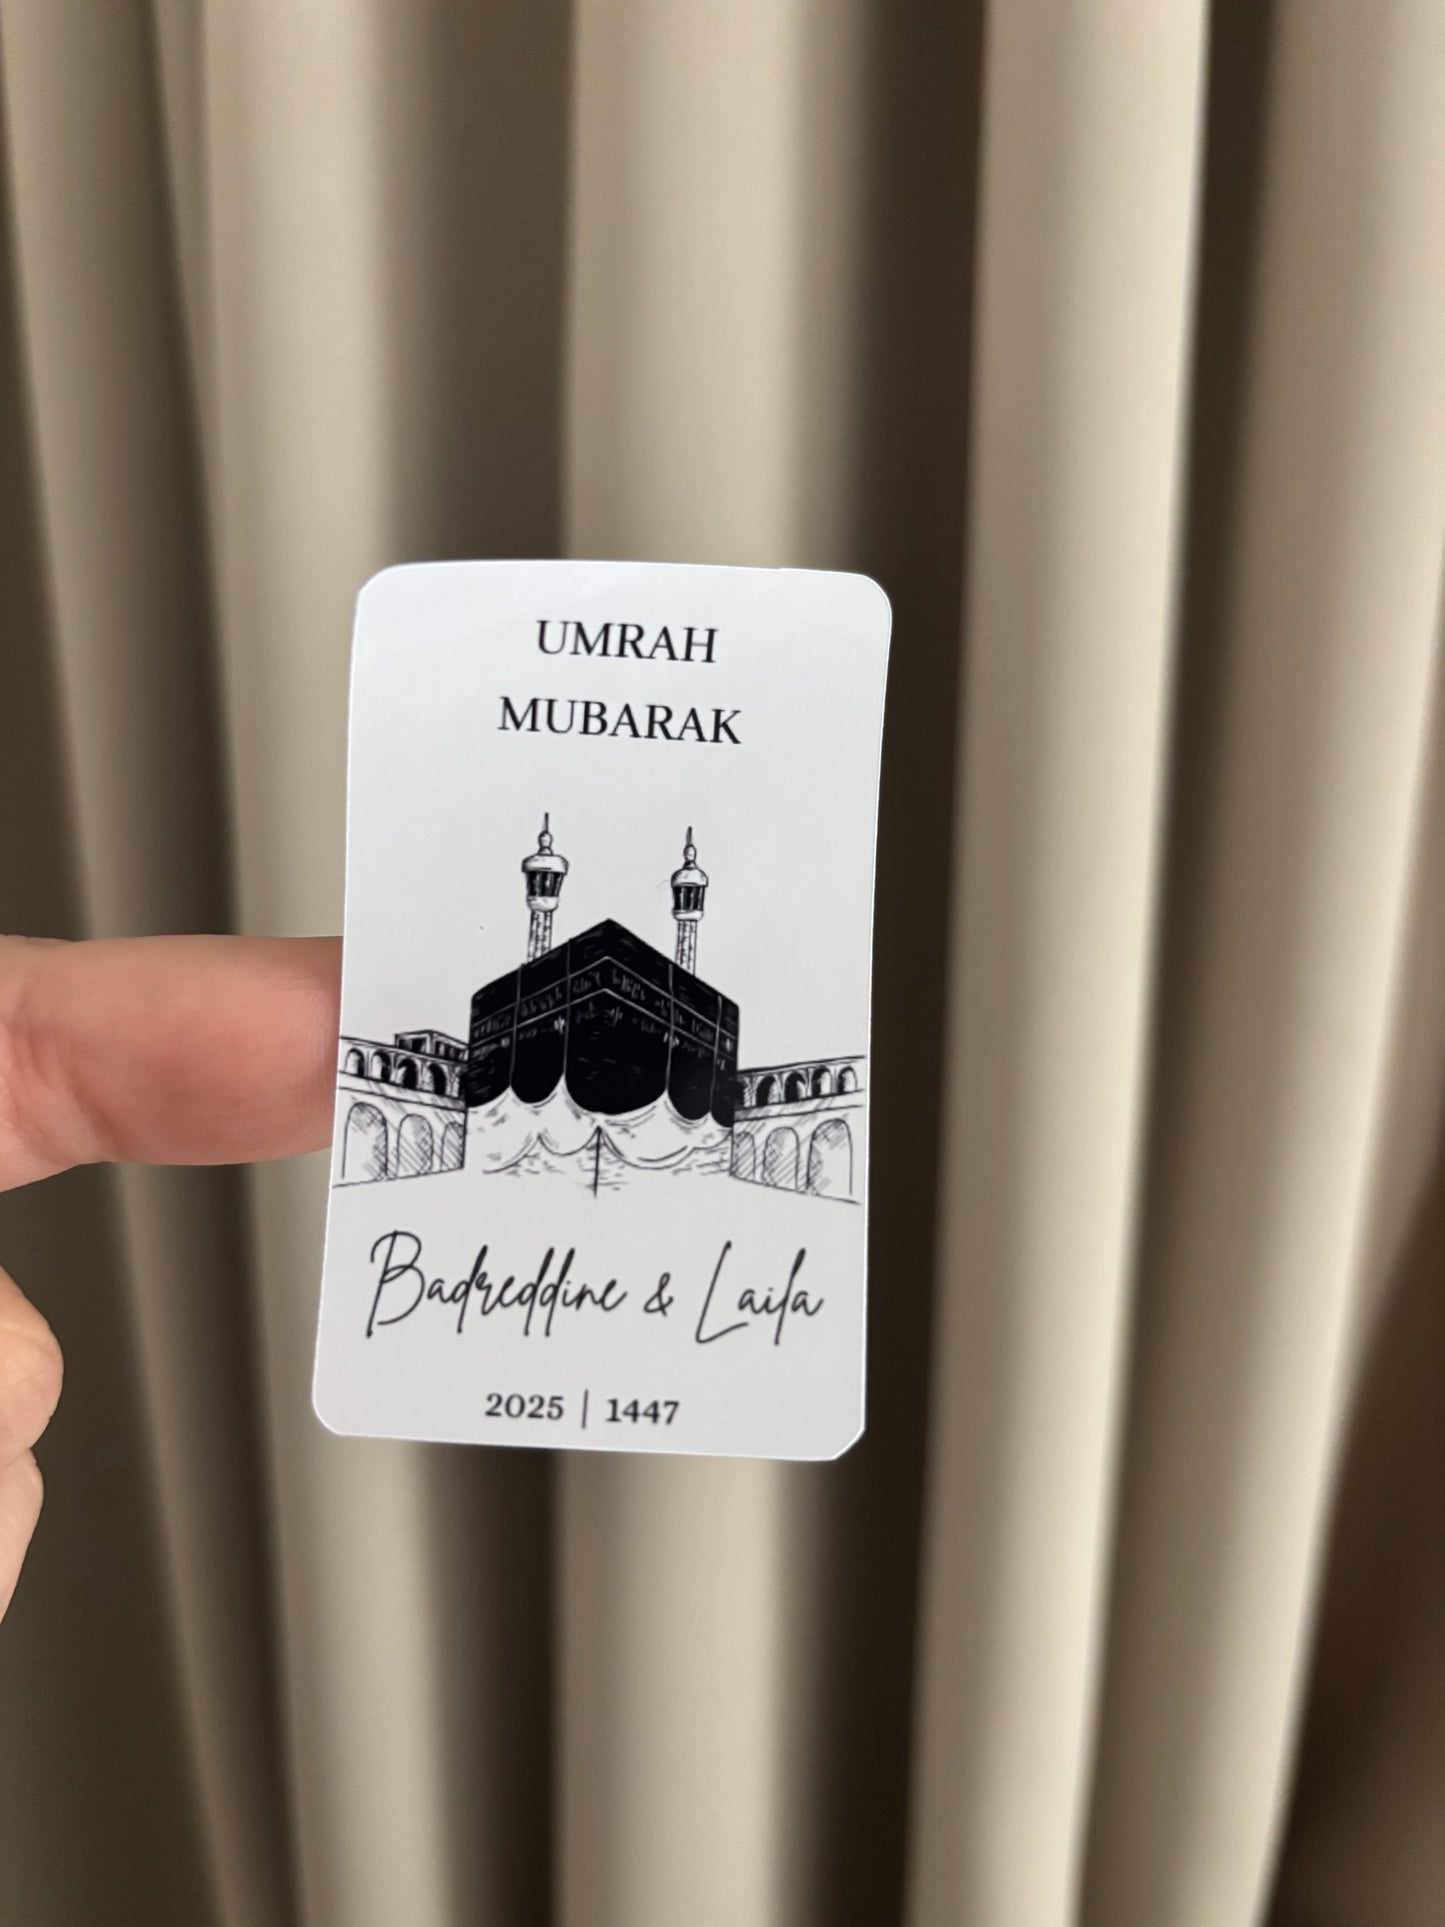 UMRAH
MUBARAK
Badreddine & Laila
2025 | 1447